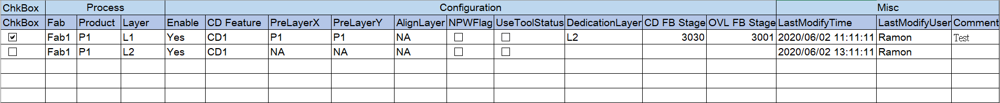 ChkBox Process Configuration Misc
ChkBox Fab Product Layer Enable CD Feature PreLayerX PreLayerY AlignLayer NPWFlag UseToolStatus DedicationLayer CD FB Stage OVL FB Stage LastModifyTime LastModifyUser Comment
Fab1 P1 L1 Yes CD1 P1 P1 NA L2 3030 3001 2020/06/02 11:11:11 Ramon Test
Fab1 P1 L2 Yes CD1 NA NA NA 2020/06/02 13:11:11 Ramon